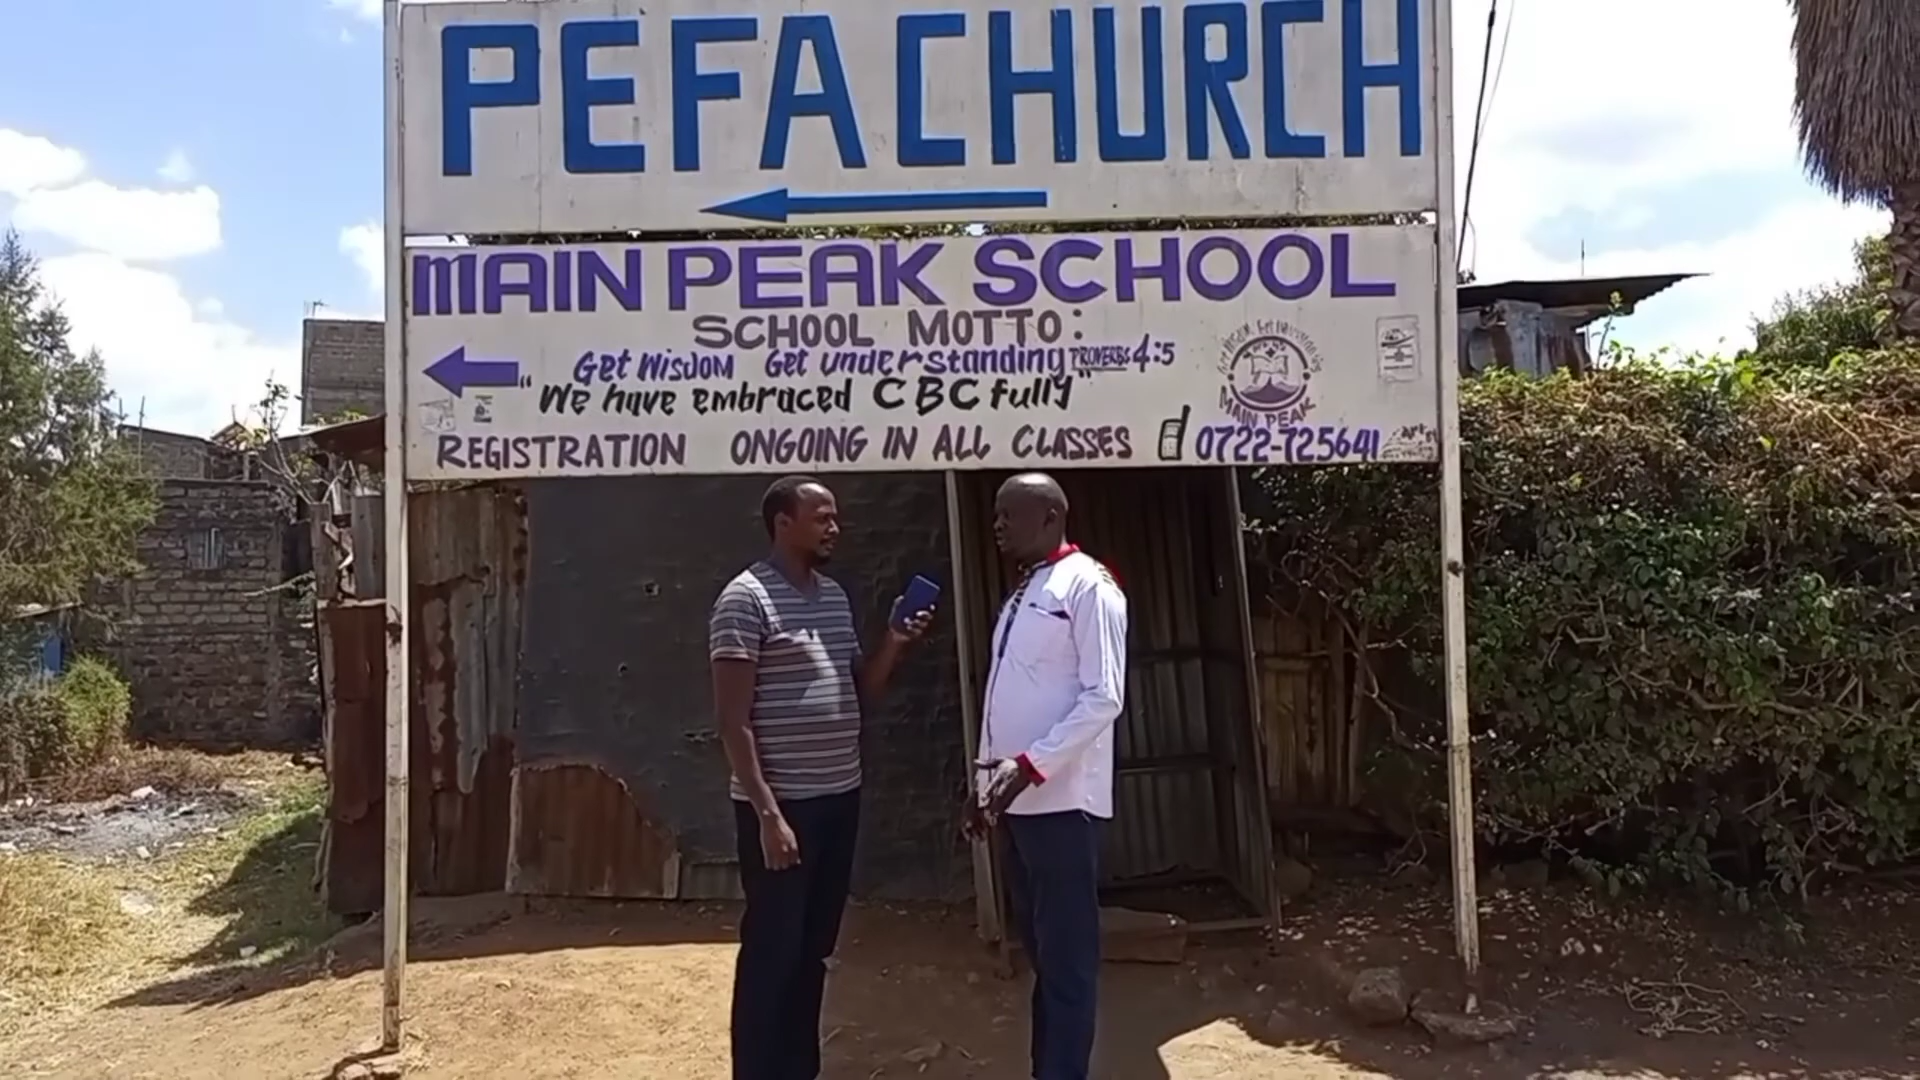 PEFA CHURCH
MAIN PEAK SCHOOL
SCHOOL MOTTO:
Get Wisdom Get understanding PROVERBS 4:5
"We have embraced CBC fully"
REGISTRATION ONGOING IN ALL CLASSES 0722-725641
MAIN PEAK